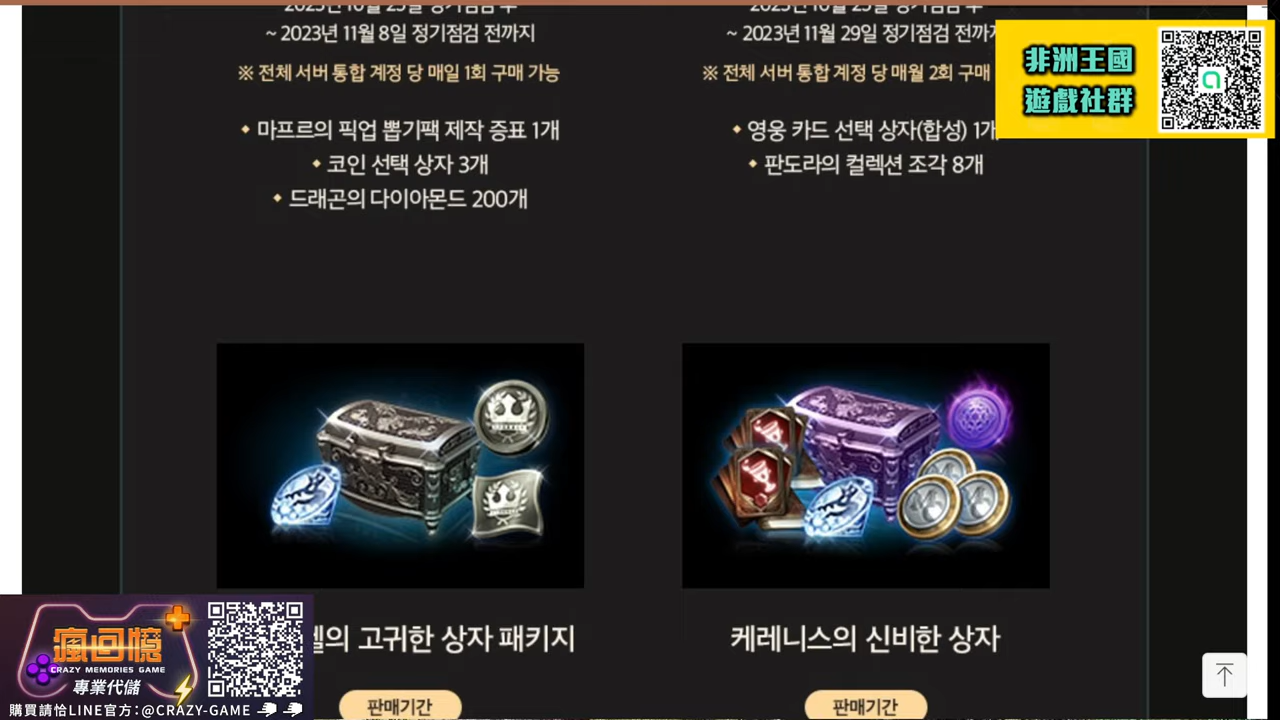 ~ 2023년 11월 8일 정기점검 전까지
※ 전체 서버 통합 계정 당 매일 1회 구매 가능
◆ 마프르의 픽업 뽑기팩 제작 증표 1개
◆ 코인 선택 상자 3개
◆ 드래곤의 다이아몬드 200개
~ 2023년 11월 29일 정기점검 전까지
※ 전체 서버 통합 계정 당 매월 2회 구매
◆ 영웅 카드 선택 상자(합성) 1개
◆ 판도라의 컬렉션 조각 8개
非洲王國
遊戲社群
의 고귀한 상자 패키지
판매기간
케레니스의 신비한 상자
판매기간
瘋回憶
CRAZY MEMORIES GAME
專業代儲
購買請恰LINE官方:@CRAZY-GAME